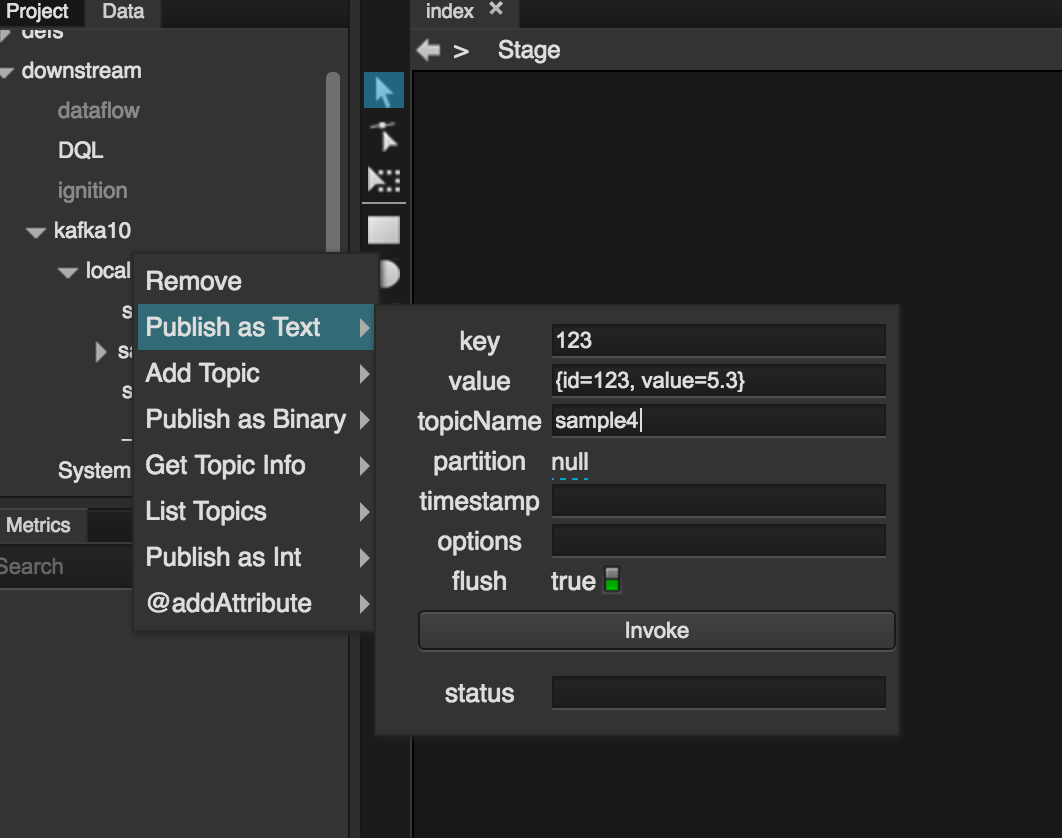 Project Data
defs
downstream
dataflow
DQL
ignition
kafka10
local
System
Metrics
Search
index ×
> Stage
Remove
Publish as Text
Add Topic
Publish as Binary
Get Topic Info
List Topics
Publish as Int
@addAttribute
key 123
value {id=123, value=5.3}
topicName sample4
partition null
timestamp
options
flush true
Invoke
status